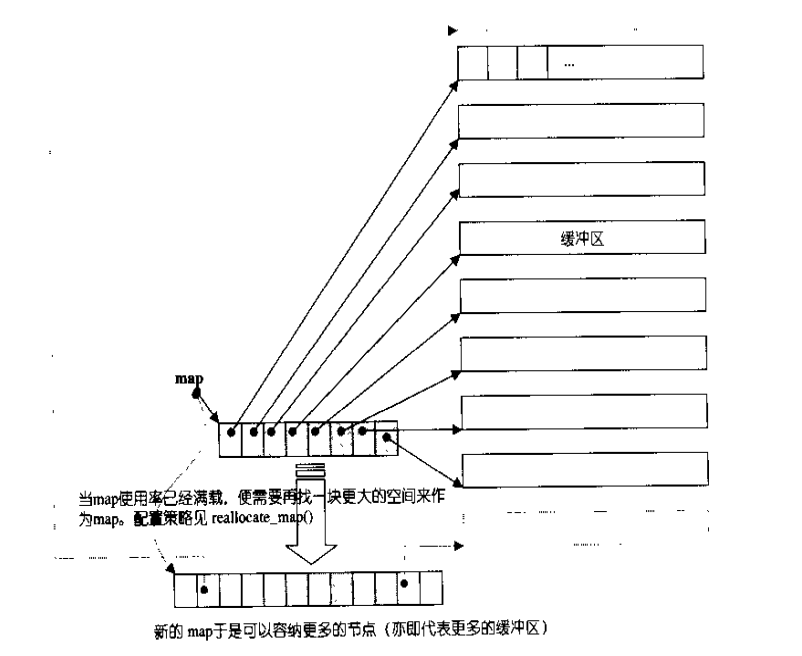 ...
缓冲区
map
当map使用率已经满载，便需要再找一块更大的空间来作
为map。配置策略见 reallocate_map()
新的 map于是可以容纳更多的节点（亦即代表更多的缓冲区）